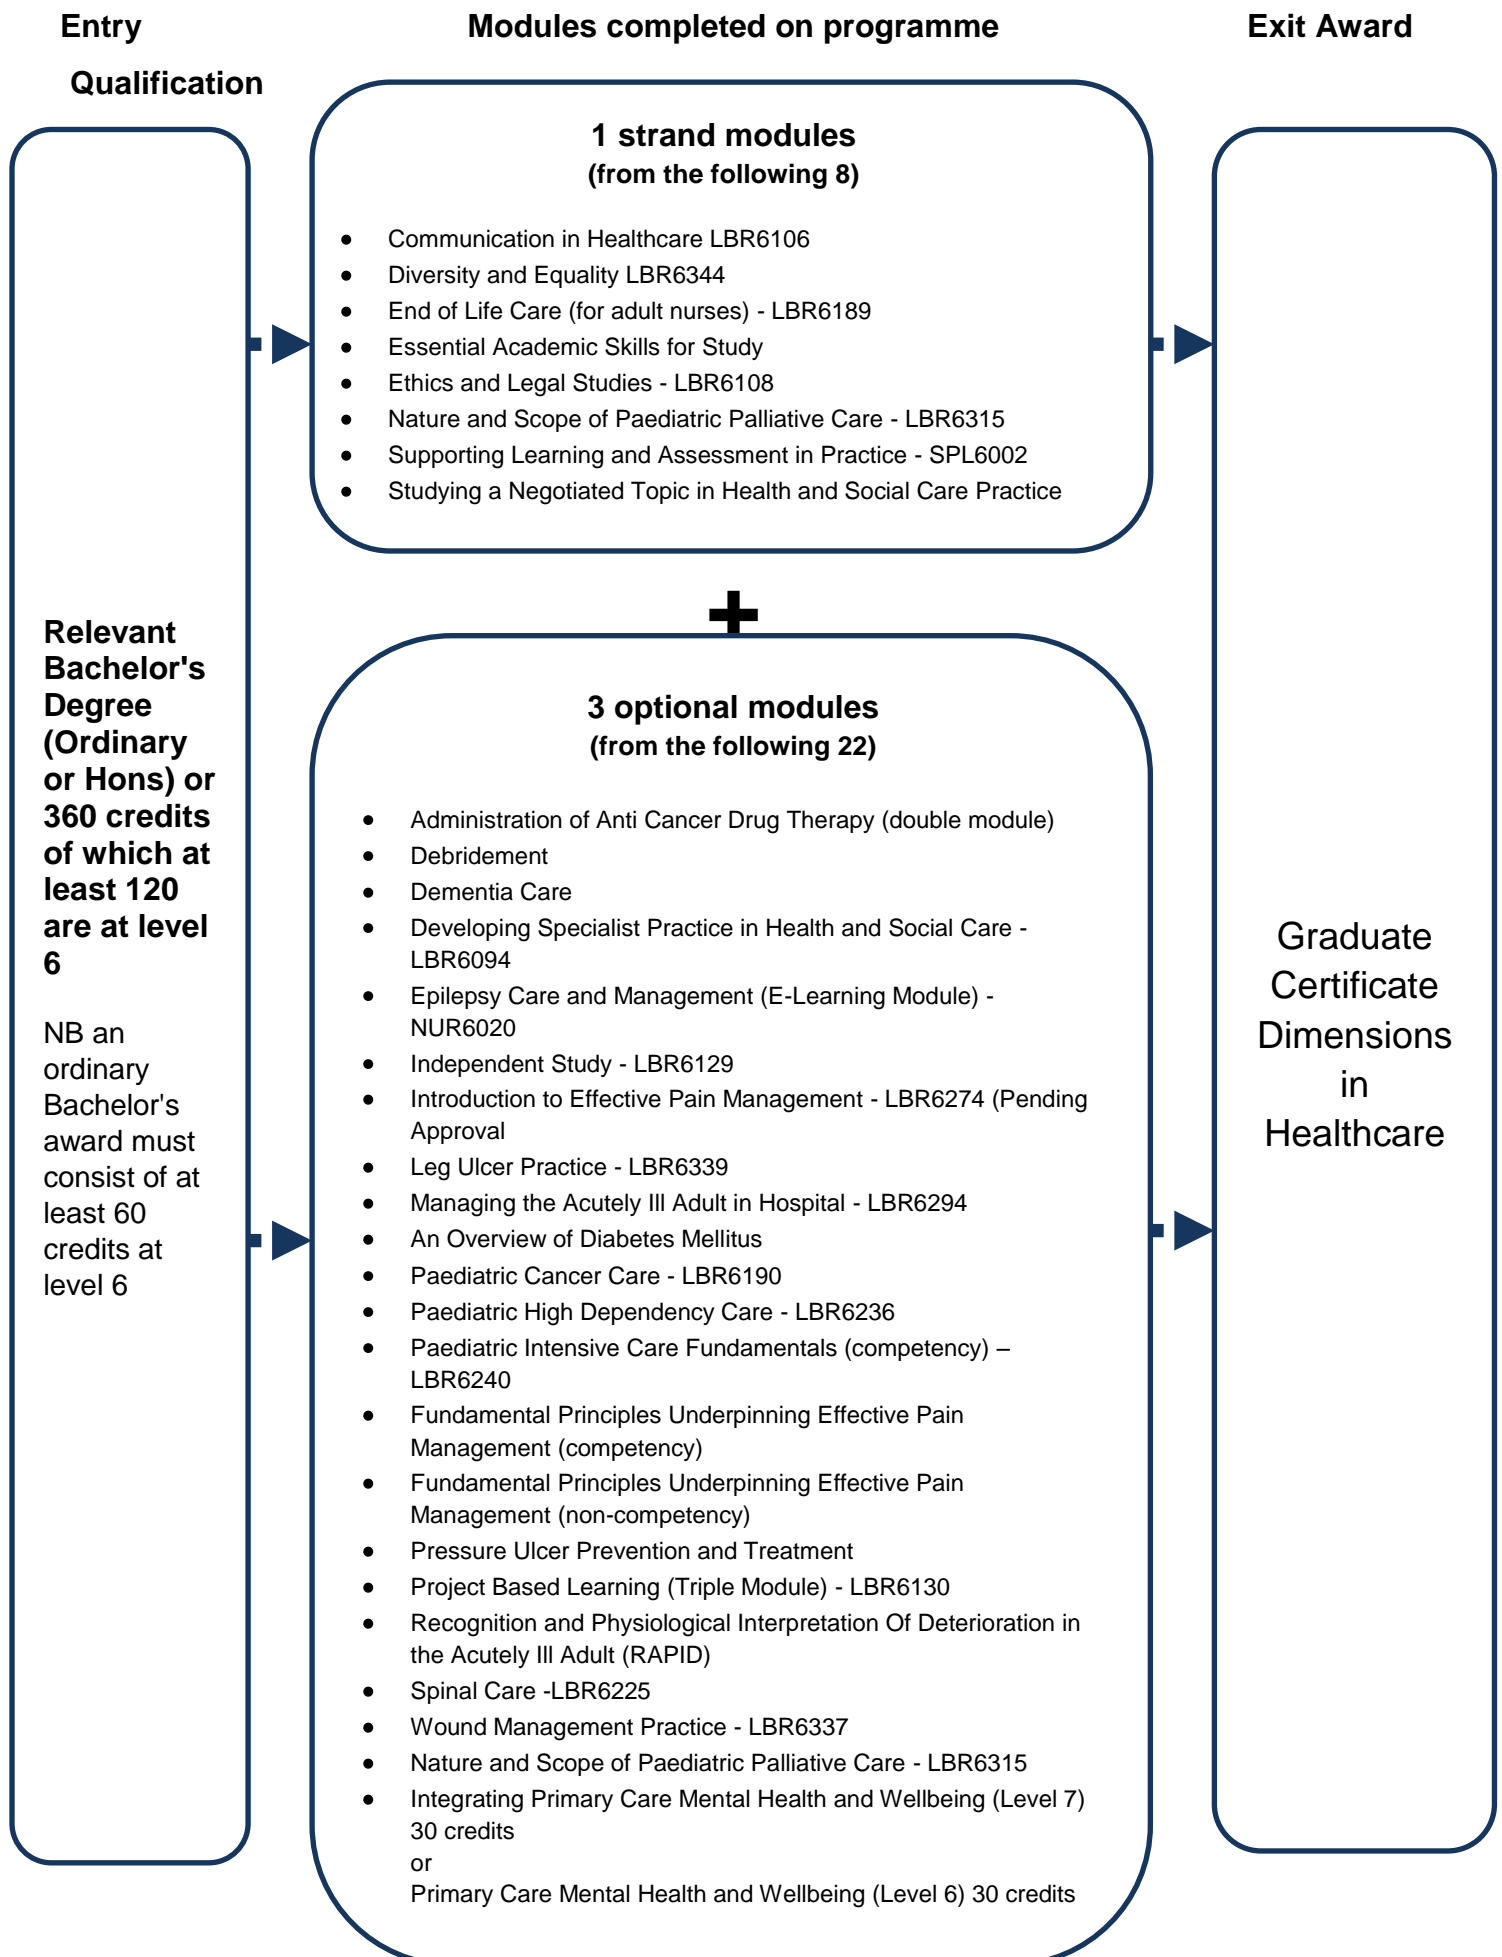 Entry
Qualification
Modules completed on programme
Exit Award
Relevant
Bachelor's
Degree
(Ordinary
or Hons) or
360 credits
of which at
least 120
are at level
6
NB an
ordinary
Bachelor's
award must
consist of at
least 60
credits at
level 6
1 strand modules
(from the following 8)
• Communication in Healthcare LBR6106
• Diversity and Equality LBR6344
• End of Life Care (for adult nurses) - LBR6189
• Essential Academic Skills for Study
• Ethics and Legal Studies - LBR6108
• Nature and Scope of Paediatric Palliative Care - LBR6315
• Supporting Learning and Assessment in Practice - SPL6002
• Studying a Negotiated Topic in Health and Social Care Practice
+
3 optional modules
(from the following 22)
• Administration of Anti Cancer Drug Therapy (double module)
• Debridement
• Dementia Care
• Developing Specialist Practice in Health and Social Care -
LBR6094
• Epilepsy Care and Management (E-Learning Module) -
NUR6020
• Independent Study - LBR6129
• Introduction to Effective Pain Management - LBR6274 (Pending
Approval
• Leg Ulcer Practice - LBR6339
• Managing the Acutely Ill Adult in Hospital - LBR6294
• An Overview of Diabetes Mellitus
• Paediatric Cancer Care - LBR6190
• Paediatric High Dependency Care - LBR6236
• Paediatric Intensive Care Fundamentals (competency) –
LBR6240
• Fundamental Principles Underpinning Effective Pain
Management (competency)
• Fundamental Principles Underpinning Effective Pain
Management (non-competency)
• Pressure Ulcer Prevention and Treatment
• Project Based Learning (Triple Module) - LBR6130
• Recognition and Physiological Interpretation Of Deterioration in
the Acutely Ill Adult (RAPID)
• Spinal Care -LBR6225
• Wound Management Practice - LBR6337
• Nature and Scope of Paediatric Palliative Care - LBR6315
• Integrating Primary Care Mental Health and Wellbeing (Level 7)
30 credits
or
Primary Care Mental Health and Wellbeing (Level 6) 30 credits
Graduate
Certificate
Dimensions
in
Healthcare